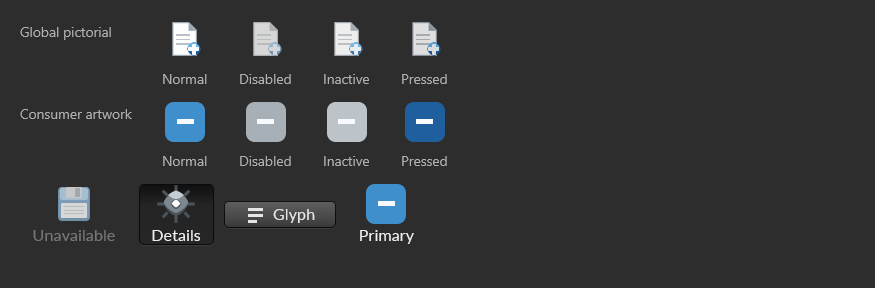 Global pictorial
Normal Disabled Inactive Pressed
Consumer artwork
Normal Disabled Inactive Pressed
Unavailable Details Glyph Primary